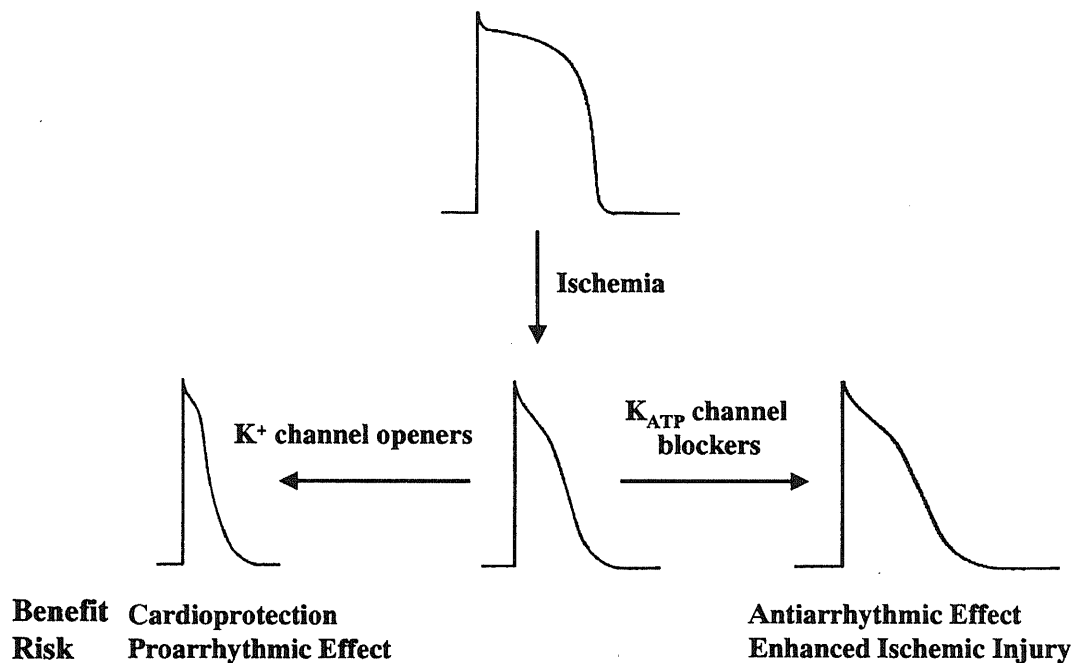 Ischemia
K⁺ channel openers
K_ATP channel
blockers
Benefit Cardioprotection Antiarrhythmic Effect
Risk Proarrhythmic Effect Enhanced Ischemic Injury